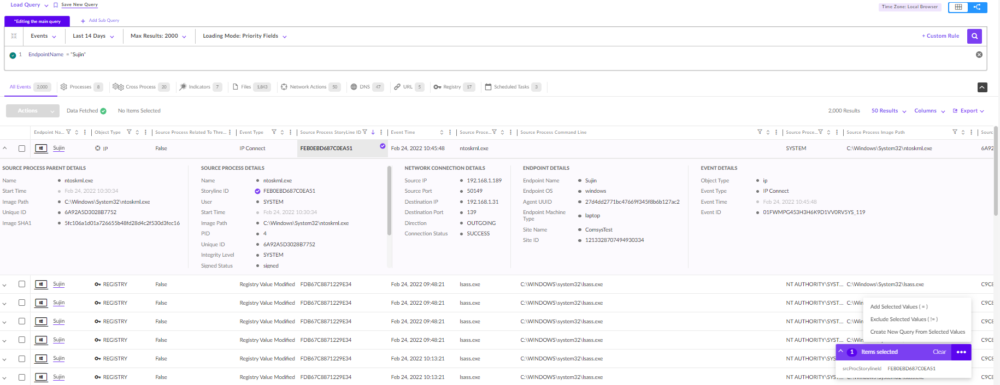 Load Query Save New Query Time Zone: Local Browser
*Editing the main query + Add Sub Query
Events Last 14 Days Max Results: 2000 Loading Mode: Priority Fields + Custom Rule
1 EndpointName = "Sujin"
All Events 2,000 Processes 8 Cross Process 20 Indicators 7 Files 1,843 Network Actions 50 DNS 47 URL 5 Registry 17 Scheduled Tasks 3
Actions Data Fetched No Items Selected 2,000 Results 50 Results Columns Export
Endpoint Na... Object Type Source Process Related To Thre... Event Type Source Process StoryLine ID Event Time Source Proce... Source Process Command Line Source Proce... Source Process Image Path Sourc
Sujin IP False IP Connect FEB0EBD687C0EA51 Feb 24, 2022 10:45:48 ntoskrnl.exe SYSTEM C:\Windows\System32\ntoskrnl.exe 6A92
SOURCE PROCESS PARENT DETAILS
Name ntoskrnl.exe
Start Time Feb 24, 2022 10:30:34
Image Path C:\Windows\System32\ntoskrnl.exe
Unique ID 6A92A5D3028B7752
Image SHA1 5fc106a1d01a726655b48fd28d4c2f530d3fec16
SOURCE PROCESS DETAILS
Name ntoskrnl.exe
Storyline ID FEB0EBD687C0EA51
User SYSTEM
Start Time Feb 24, 2022 10:30:34
Image Path C:\Windows\System32\ntoskrnl.exe
PID 4
Unique ID 6A92A5D3028B7752
Integrity Level SYSTEM
Signed Status signed
NETWORK CONNECTION DETAILS
Source IP 192.168.1.189
Source Port 50149
Destination IP 192.168.1.31
Destination Port 139
Direction OUTGOING
Connection Status SUCCESS
ENDPOINT DETAILS
Endpoint Name Sujin
Endpoint OS windows
Agent UUID 27d4dd2771bc47669f345f8b6b127ac2
Endpoint Machine
Type laptop
Site Name ComsysTest
Site ID 1213328707494930334
EVENT DETAILS
Object Type ip
Event Type IP Connect
Event Time Feb 24, 2022 10:45:48
Event ID 01FWMPG453H3H6K9D1VV0RV5YS_119
Sujin REGISTRY False Registry Value Modified FDB67C8871229E34 Feb 24, 2022 09:48:21 lsass.exe C:\WINDOWS\system32\lsass.exe NT AUTHORITY\SYST... C:\Windows\System32\lsass.exe C9C8
Sujin REGISTRY False Registry Value Modified FDB67C8871229E34 Feb 24, 2022 09:48:21 lsass.exe C:\WINDOWS\system32\lsass.exe NT AUTHORITY\SYST... C:\Win C9C8
Sujin REGISTRY False Registry Value Modified FDB67C8871229E34 Feb 24, 2022 09:48:21 lsass.exe C:\WINDOWS\system32\lsass.exe NT AUTHORITY\SYST... C:\Win C9C8
Sujin REGISTRY False Registry Value Modified FDB67C8871229E34 Feb 24, 2022 09:48:21 lsass.exe C:\WINDOWS\system32\lsass.exe NT AUTHORITY\SYST... C:\Win C9C8
Sujin REGISTRY False Registry Value Modified FDB67C8871229E34 Feb 24, 2022 10:13:21 lsass.exe C:\WINDOWS\system32\lsass.exe NT AUTHORITY\SYS C9C8
Sujin REGISTRY False Registry Value Modified FDB67C8871229E34 Feb 24, 2022 10:13:21 lsass.exe C:\WINDOWS\system32\lsass.exe NT AUTHORITY\SYS C9C8
Add Selected Values ( = )
Exclude Selected Values ( != )
Create New Query From Selected Values
1 Items selected Clear •••
srcProcStorylineId FEB0EBD687C0EA51